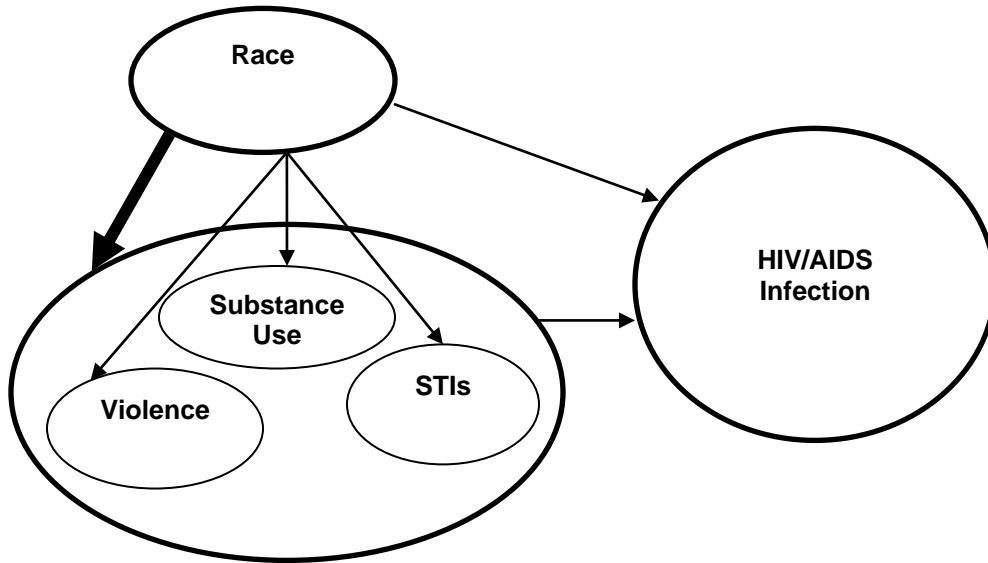 Race
HIV/AIDS
Infection
Substance
Use
STIs
Violence